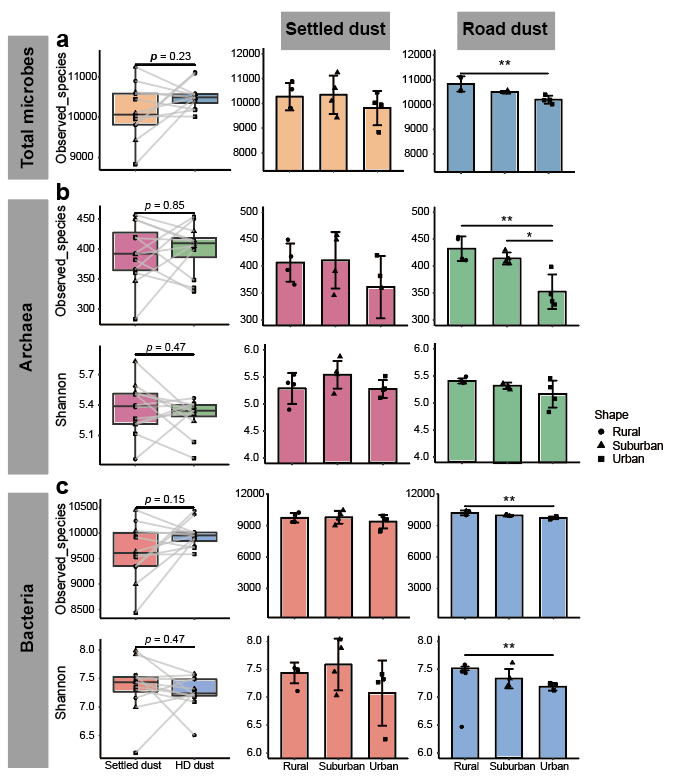 Settled dust
Road dust
Total microbes
a
Observed_species
p = 0.23
11000
10000
9000
12000
11000
10000
9000
8000
12000
11000
10000
9000
8000
**
Archaea
b
Observed_species
p = 0.85
450
400
350
300
500
450
400
350
300
500
450
400
350
300
**
*
Shannon
p = 0.47
5.7
5.4
5.1
6.0
5.5
5.0
4.5
4.0
6.0
5.5
5.0
4.5
4.0
Shape
Rural
Suburban
Urban
Bacteria
c
Observed_species
p = 0.15
10500
10000
9500
9000
8500
12000
9000
6000
3000
12000
9000
6000
3000
**
Shannon
p = 0.47
8.0
7.5
7.0
6.5
8.0
7.5
7.0
6.5
6.0
8.0
7.5
7.0
6.5
6.0
**
Settled dust HD dust
Rural Suburban Urban
Rural Suburban Urban